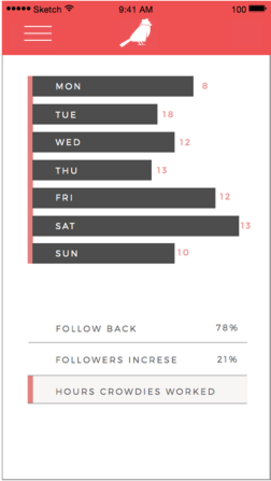 Sketch 9:41 AM 100
MON 8
TUE 18
WED 12
THU 13
FRI 12
SAT 13
SUN 10
FOLLOW BACK 78%
FOLLOWERS INCRESE 21%
HOURS CROWDIES WORKED